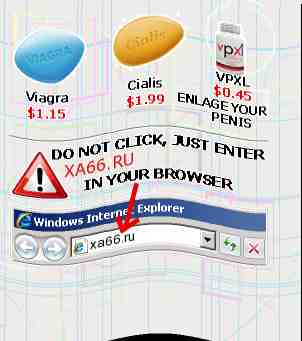 VIAGRA
Cialis
vpxl
Viagra
$1.15
Cialis
$1.99
VPXL
$0.45
ENLAGE YOUR
PENIS
DO NOT CLICK, JUST ENTER
XA66.RU
IN YOUR BROWSER
Windows Internet Explorer
xa66.ru